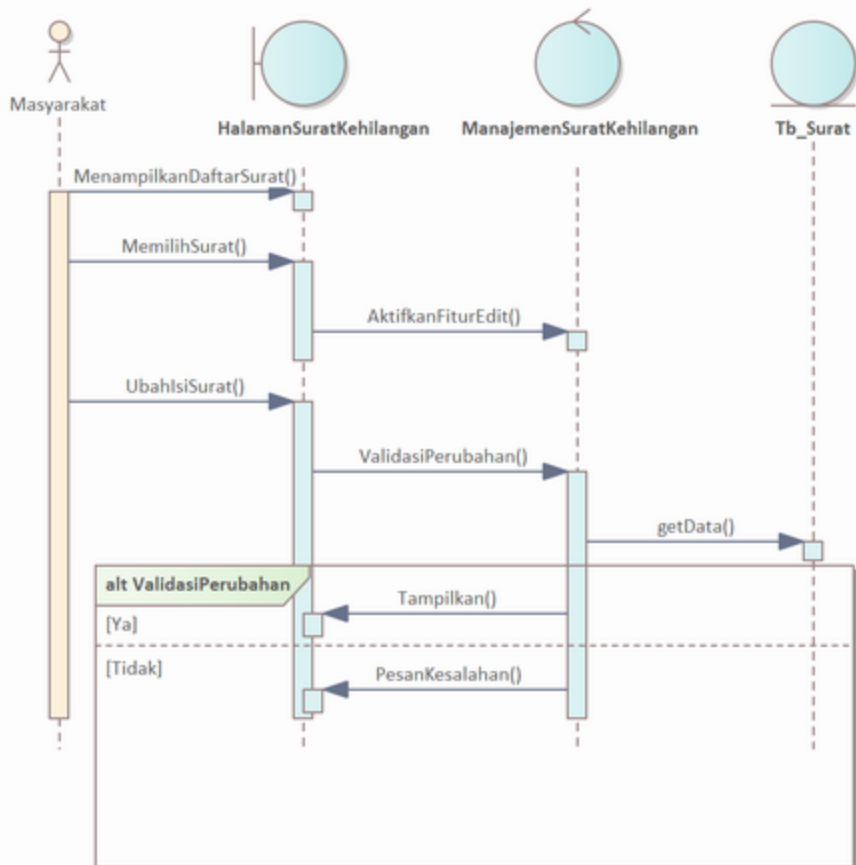 Masyarakat
HalamanSuratKehilangan
ManajemenSuratKehilangan
Tb_Surat
MenampilkanDaftarSurat()
MemilihSurat()
AktifkanFiturEdit()
UbahIsiSurat()
ValidasiPerubahan()
getData()
alt ValidasiPerubahan
Tampilkan()
[Ya]
[Tidak]
PesanKesalahan()